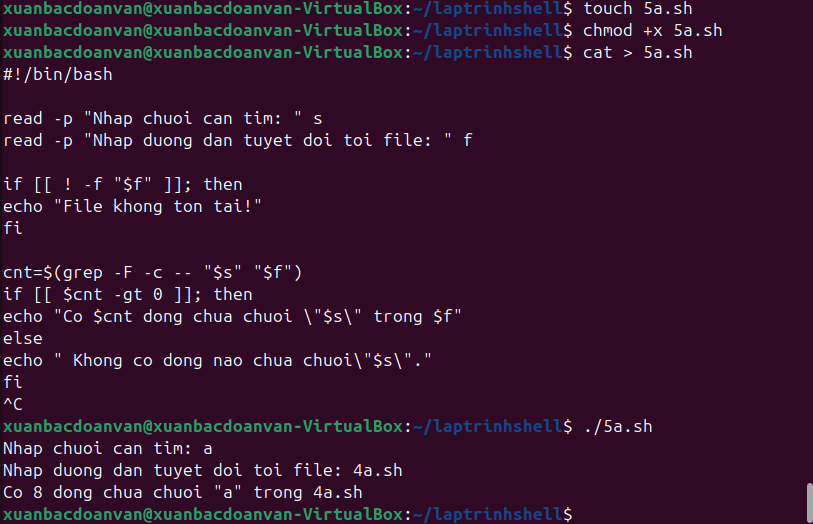 xuanbacdoanvan@xuanbacdoanvan-VirtualBox:~/laptrinhshell$ touch 5a.sh
xuanbacdoanvan@xuanbacdoanvan-VirtualBox:~/laptrinhshell$ chmod +x 5a.sh
xuanbacdoanvan@xuanbacdoanvan-VirtualBox:~/laptrinhshell$ cat > 5a.sh
#!/bin/bash

read -p "Nhap chuoi can tim: " s
read -p "Nhap duong dan tuyet doi toi file: " f

if [[ ! -f "$f" ]]; then
echo "File khong ton tai!"
fi

cnt=$(grep -F -c -- "$s" "$f")
if [[ $cnt -gt 0 ]]; then
echo "Co $cnt dong chua chuoi \"$s\" trong $f"
else
echo " Khong co dong nao chua chuoi\"$s\"."
fi
^C
xuanbacdoanvan@xuanbacdoanvan-VirtualBox:~/laptrinhshell$ ./5a.sh
Nhap chuoi can tim: a
Nhap duong dan tuyet doi toi file: 4a.sh
Co 8 dong chua chuoi "a" trong 4a.sh
xuanbacdoanvan@xuanbacdoanvan-VirtualBox:~/laptrinhshell$